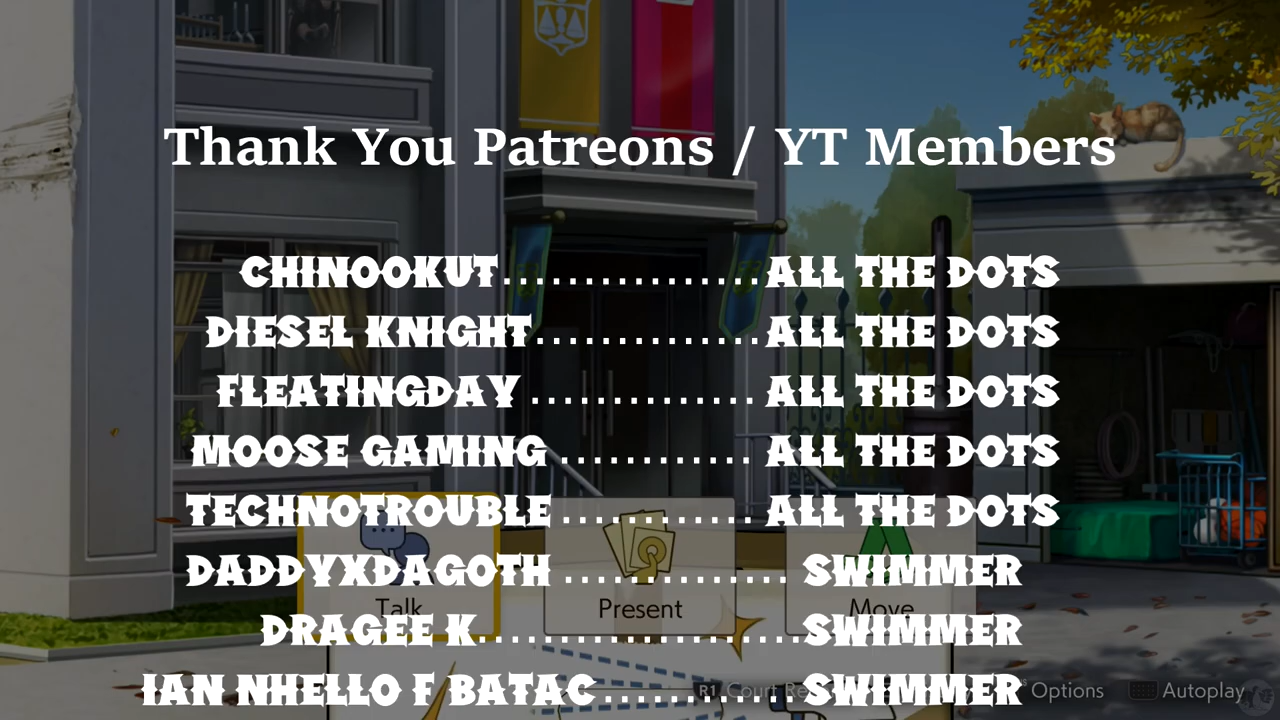 Thank You Patreons / YT Members
CHINOOKUT................ALL THE DOTS
DIESEL KNIGHT..............ALL THE DOTS
FLEATINGDAY .............. ALL THE DOTS
MOOSE GAMING ............ ALL THE DOTS
TECHNOTROUBLE ............ ALL THE DOTS
DADDYXDAGOTH .............. SWIMMER
Talk Present Move
DRAGEE K....................SWIMMER
IAN NHELLO F BATAC............SWIMMER
R1 Court Options Autoplay